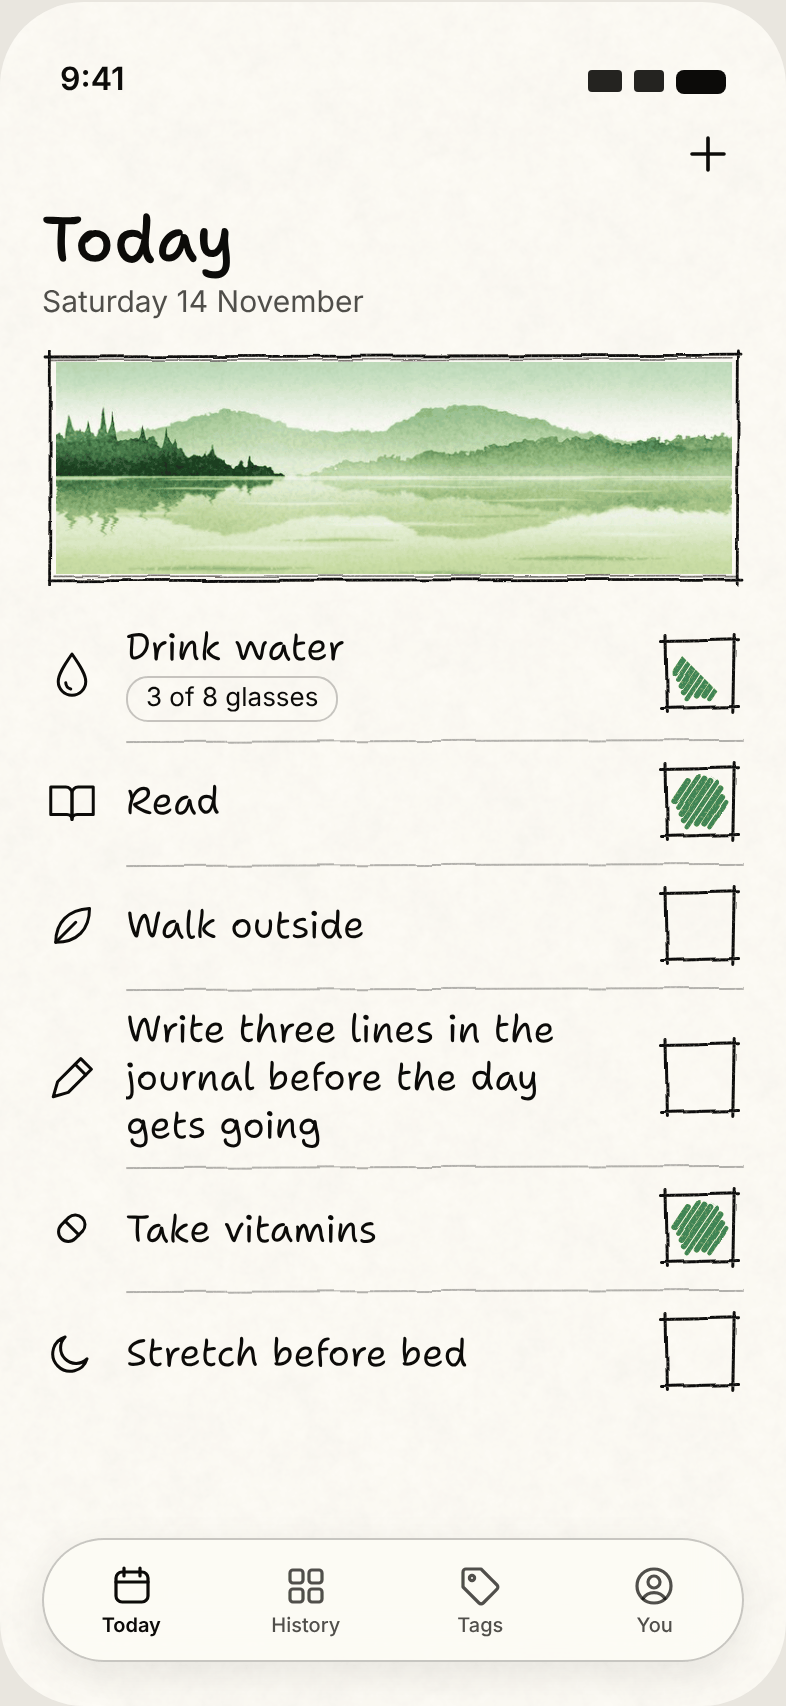 9:41
Today
Saturday 14 November
Drink water
3 of 8 glasses
Read
Walk outside
Write three lines in the
journal before the day
gets going
Take vitamins
Stretch before bed
Today
History
Tags
You